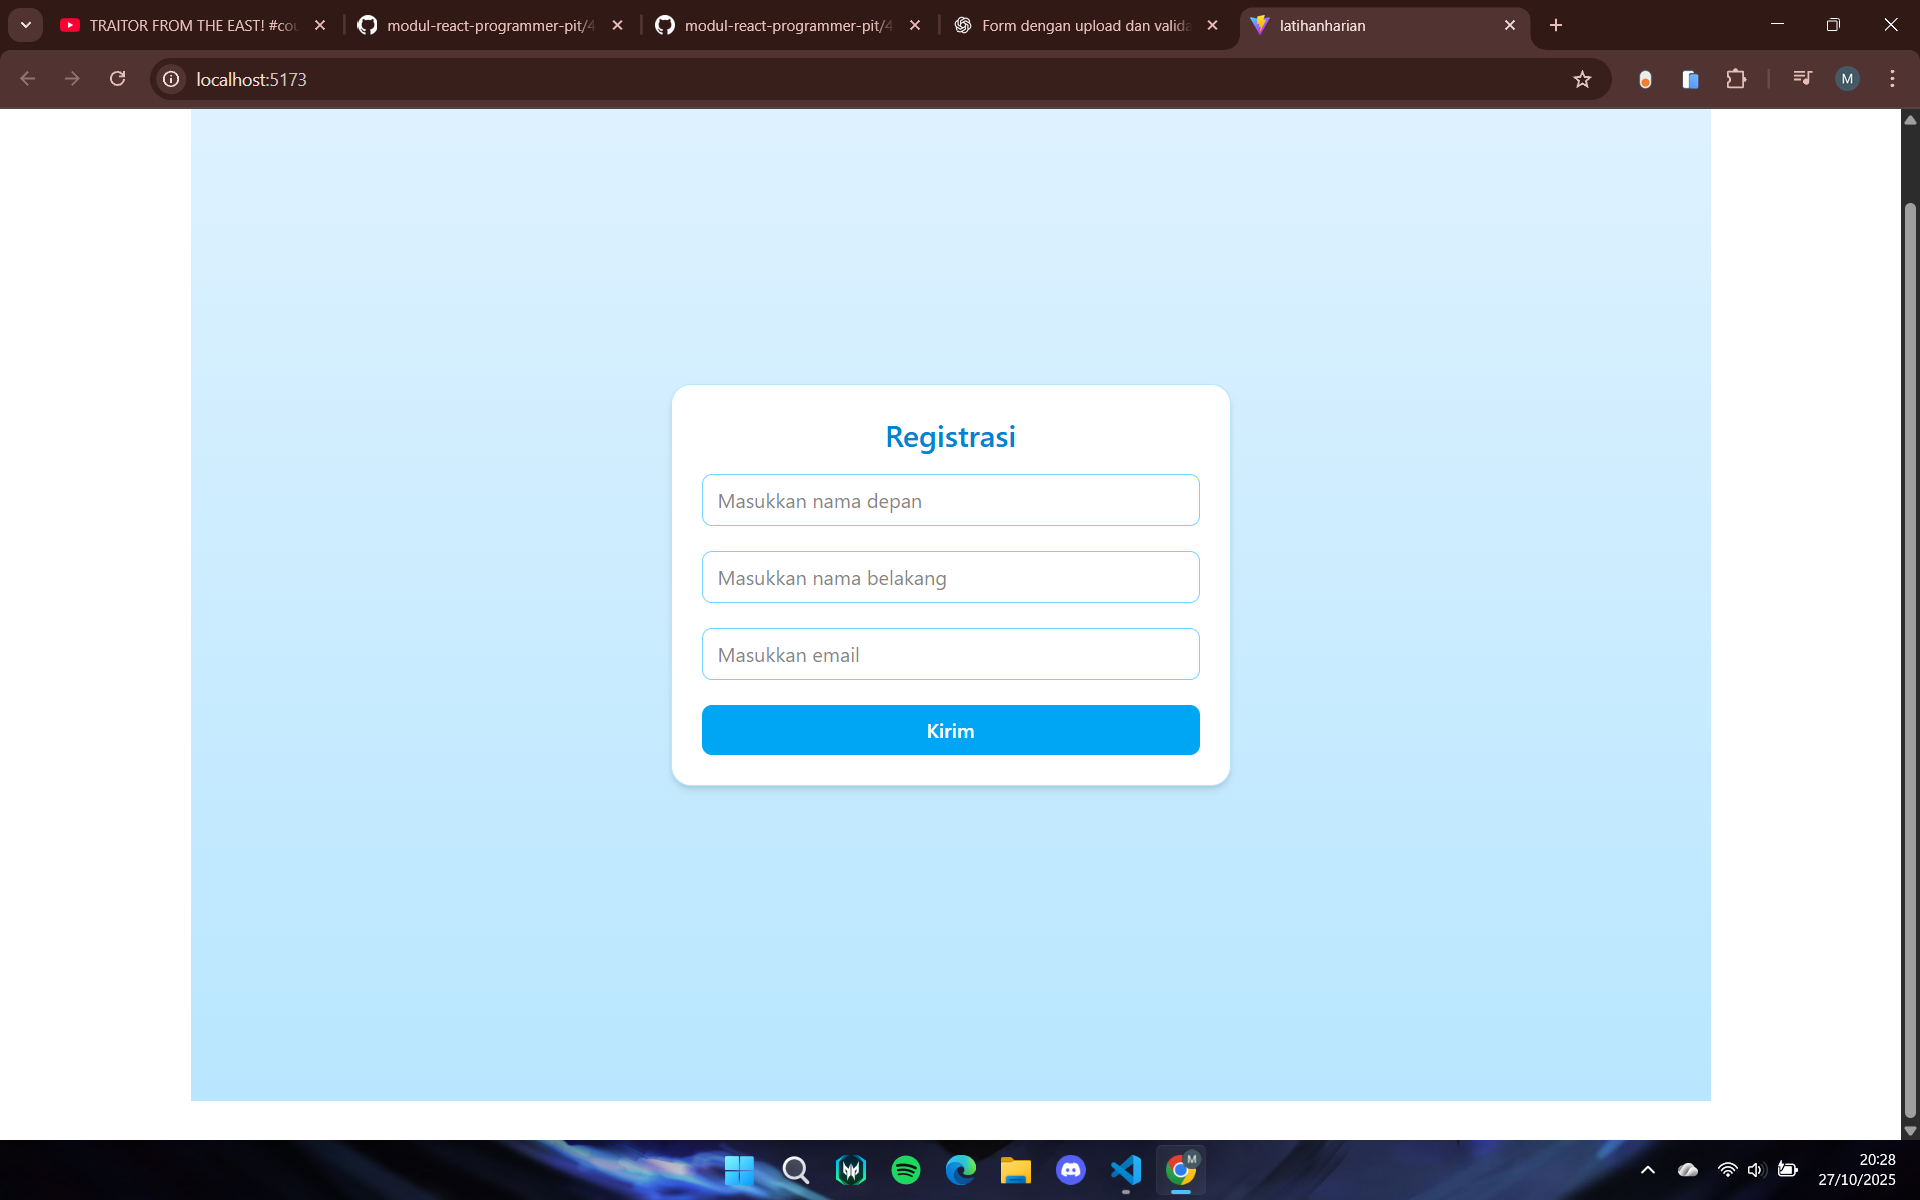 TRAITOR FROM THE EAST! #cou
modul-react-programmer-pit/4
modul-react-programmer-pit/4
Form dengan upload dan valida
latihanharian
localhost:5173
M
Registrasi
Masukkan nama depan
Masukkan nama belakang
Masukkan email
Kirim
M
20:28
27/10/2025